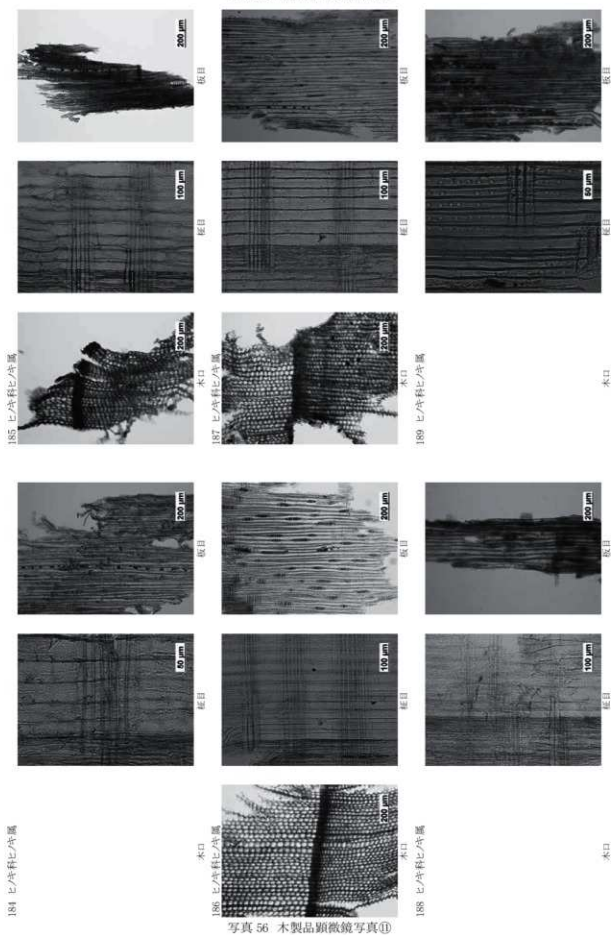 184 ヒノキ科ヒノキ属
木口
50 μm
柾目
200 μm
板目
185 ヒノキ科ヒノキ属
200 μm
木口
100 μm
柾目
200 μm
板目
186 ヒノキ科ヒノキ属
200 μm
木口
100 μm
柾目
200 μm
板目
187 ヒノキ科ヒノキ属
200 μm
木口
100 μm
柾目
200 μm
板目
188 ヒノキ科ヒノキ属
木口
100 μm
柾目
200 μm
板目
189 ヒノキ科ヒノキ属
木口
50 μm
柾目
200 μm
板目
写真 56 木製品顕微鏡写真⑪